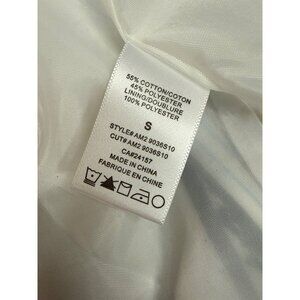 55% COTTON/COTON
45% POLYESTER
LINING/DOUBLURE
100% POLYESTER
S
STYLE# AM2 9036S10
CUT# AM2 9036S10
CA#24157
MADE IN CHINA
FABRIQUE EN CHINE